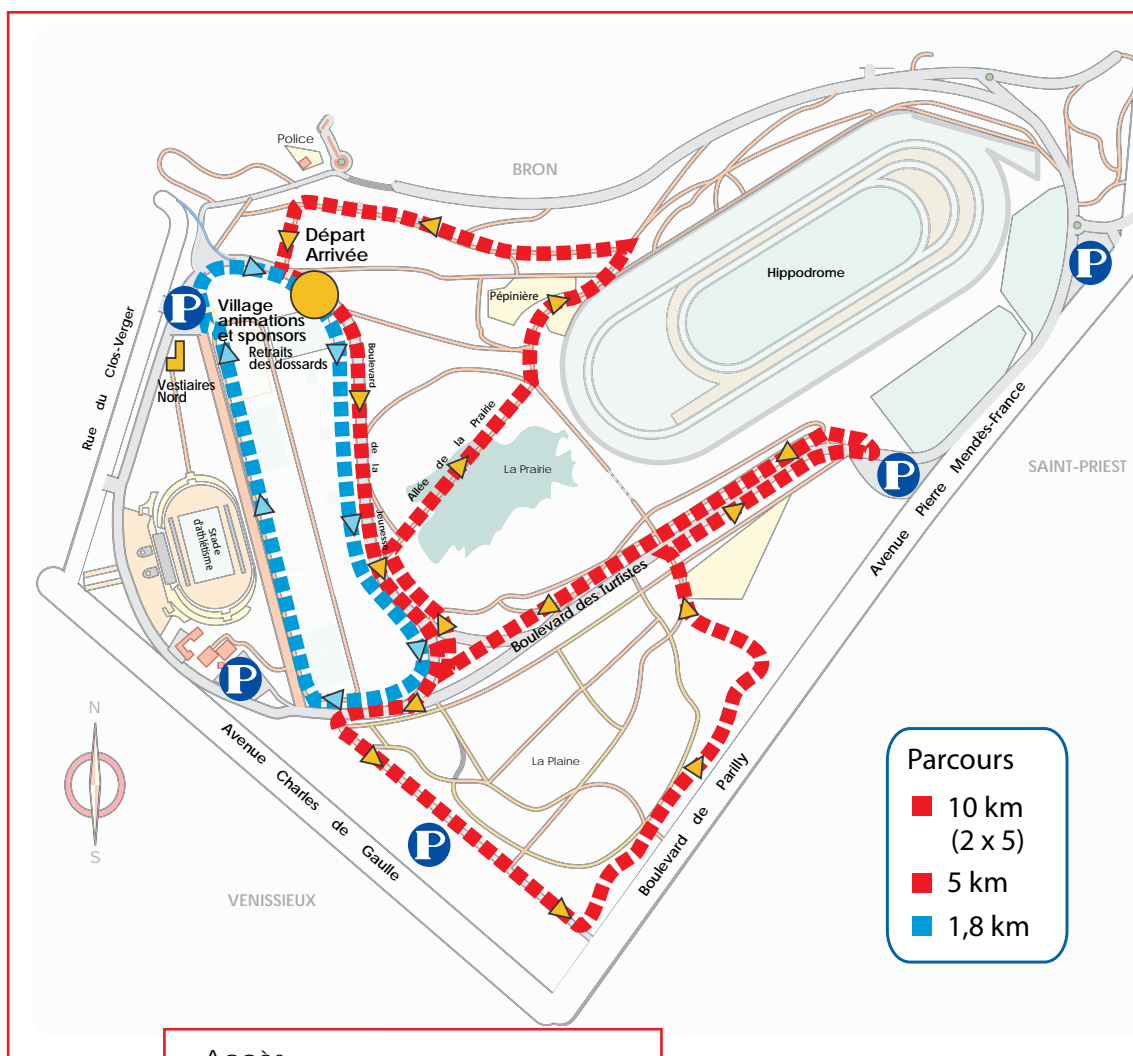 Police
BRON
Départ
Arrivée
Hippodrome
P
Pépinière
P
Village
animations
et sponsors
Retraits
des dossards
Boulevard
de la
Jeunesse
Rue du Clos-Verger
Vestiaires
Nord
Allée de la Prairie
La Prairie
Avenue Pierre Mendès-France
SAINT-PRIEST
P
Stade
d'athlétisme
Boulevard des Turfistes
P
N
S
Avenue Charles de Gaulle
La Plaine
Boulevard de Parilly
P
VENISSIEUX
Parcours
10 km
(2 x 5)
5 km
1,8 km